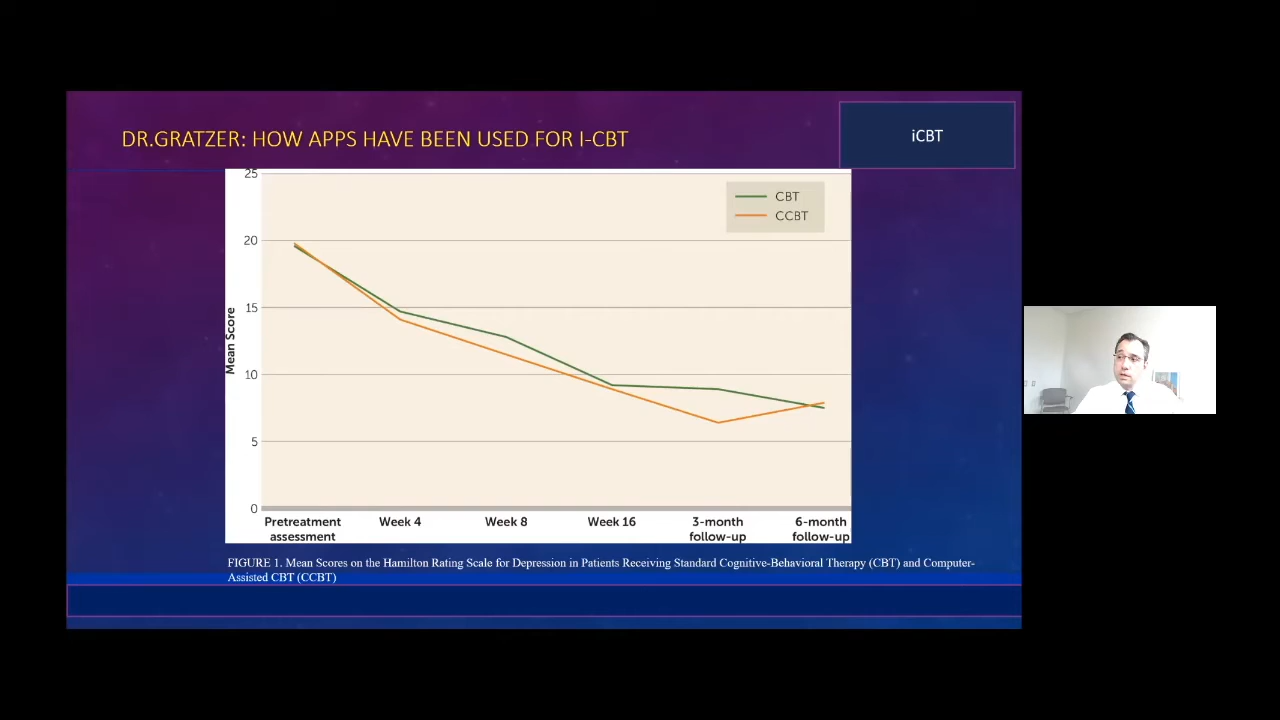 DR.GRATZER: HOW APPS HAVE BEEN USED FOR I-CBT
iCBT
25
20
15
10
5
0
Mean Score
CBT
CCBT
Pretreatment
assessment
Week 4
Week 8
Week 16
3-month
follow-up
6-month
follow-up
FIGURE 1. Mean Scores on the Hamilton Rating Scale for Depression in Patients Receiving Standard Cognitive-Behavioral Therapy (CBT) and Computer-
Assisted CBT (CCBT)